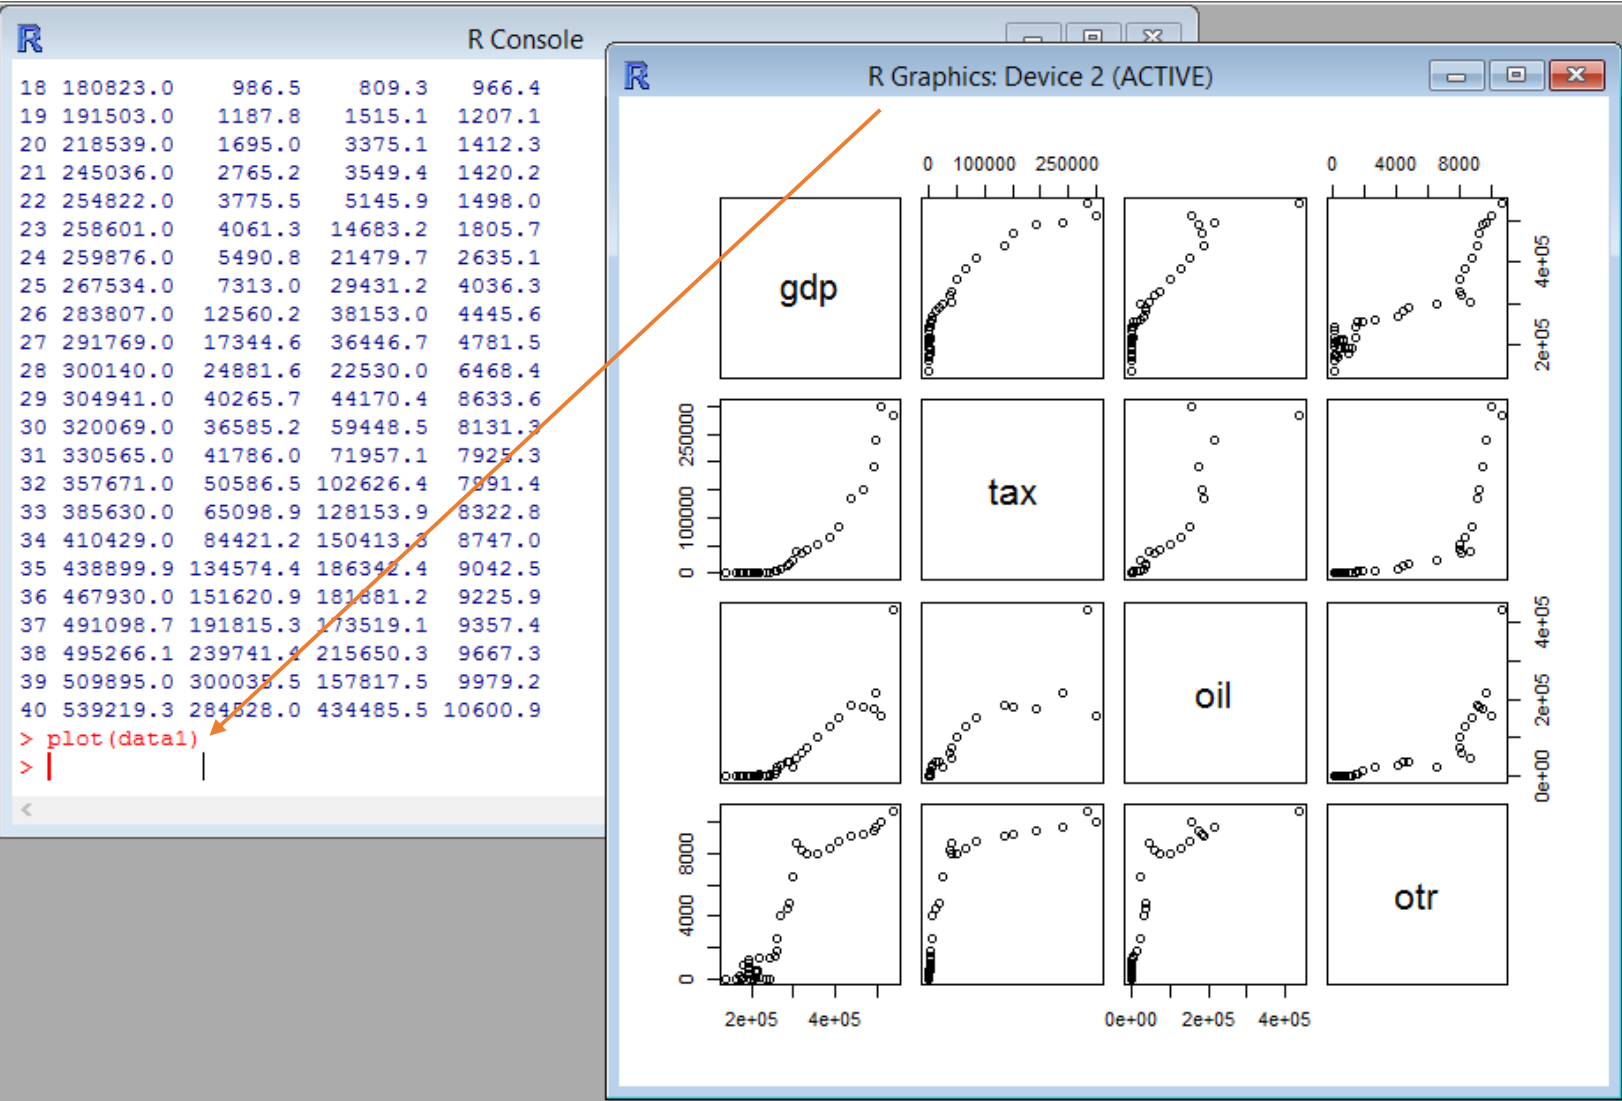 R Console
18 180823.0 986.5 809.3 966.4
19 191503.0 1187.8 1515.1 1207.1
20 218539.0 1695.0 3375.1 1412.3
21 245036.0 2765.2 3549.4 1420.2
22 254822.0 3775.5 5145.9 1498.0
23 258601.0 4061.3 14683.2 1805.7
24 259876.0 5490.8 21479.7 2635.1
25 267534.0 7313.0 29431.2 4036.3
26 283807.0 12560.2 38153.0 4445.6
27 291769.0 17344.6 36446.7 4781.5
28 300140.0 24881.6 22530.0 6468.4
29 304941.0 40265.7 44170.4 8633.6
30 320069.0 36585.2 59448.5 8131.3
31 330565.0 41786.0 71957.1 7925.3
32 357671.0 50586.5 102626.4 7991.4
33 385630.0 65098.9 128153.9 8322.8
34 410429.0 84421.2 150413.3 8747.0
35 438899.9 134574.4 186342.4 9042.5
36 467930.0 151620.9 181881.2 9225.9
37 491098.7 191815.3 173519.1 9357.4
38 495266.1 239741.4 215650.3 9667.3
39 509895.0 300035.5 157817.5 9979.2
40 539219.3 284528.0 434485.5 10600.9
> plot(data1)
>
R Graphics: Device 2 (ACTIVE)
0 100000 250000
0 4000 8000
gdp
2e+05 4e+05
0 100000 250000
tax
oil
0e+00 2e+05 4e+05
0 4000 8000
otr
2e+05 4e+05
0e+00 2e+05 4e+05